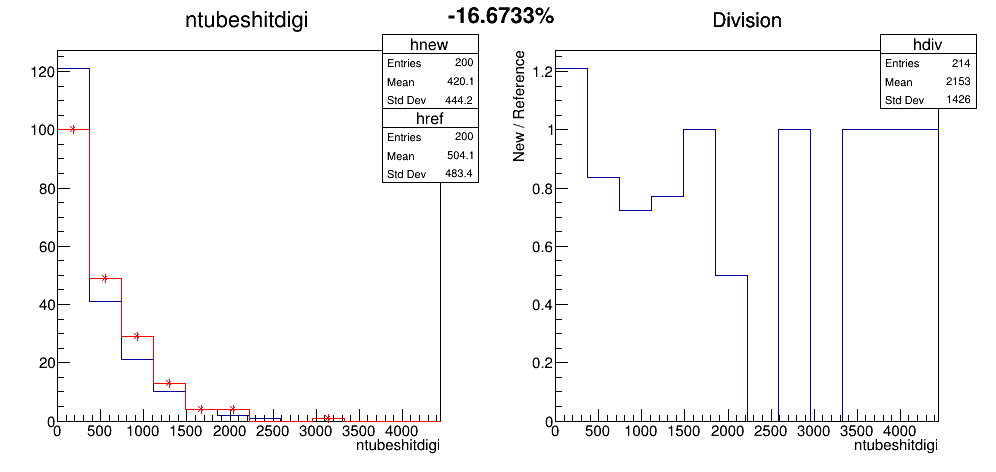 ntubeshitdigi
-16.6733%
Division
hnew
Entries 200
Mean 420.1
Std Dev 444.2
href
Entries 200
Mean 504.1
Std Dev 483.4
120
100
80
60
40
20
0
0 500 1000 1500 2000 2500 3000 3500 4000
ntubeshitdigi
hdiv
Entries 214
Mean 2153
Std Dev 1426
New / Reference
1.2
1
0.8
0.6
0.4
0.2
0
0 500 1000 1500 2000 2500 3000 3500 4000
ntubeshitdigi